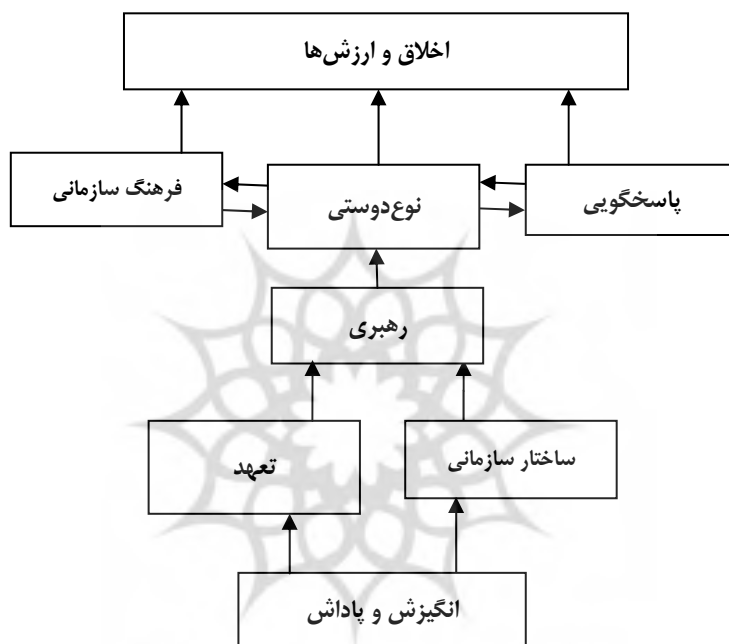 اخلاق و ارزش‌ها
پاسخگویی
نوع‌دوستی
فرهنگ سازمانی
رهبری
ساختار سازمانی
تعهد
انگیزش و پاداش